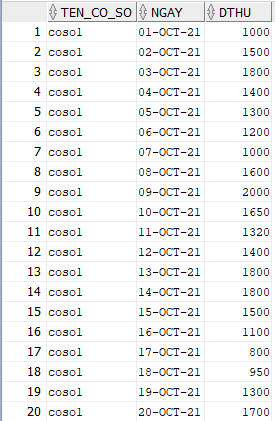 TEN_CO_SO NGAY DTHU
1 coso1 01-OCT-21 1000
2 coso1 02-OCT-21 1500
3 coso1 03-OCT-21 1800
4 coso1 04-OCT-21 1400
5 coso1 05-OCT-21 1300
6 coso1 06-OCT-21 1200
7 coso1 07-OCT-21 1000
8 coso1 08-OCT-21 1600
9 coso1 09-OCT-21 2000
10 coso1 10-OCT-21 1650
11 coso1 11-OCT-21 1320
12 coso1 12-OCT-21 1400
13 coso1 13-OCT-21 1800
14 coso1 14-OCT-21 1800
15 coso1 15-OCT-21 1500
16 coso1 16-OCT-21 1100
17 coso1 17-OCT-21 800
18 coso1 18-OCT-21 950
19 coso1 19-OCT-21 1300
20 coso1 20-OCT-21 1700